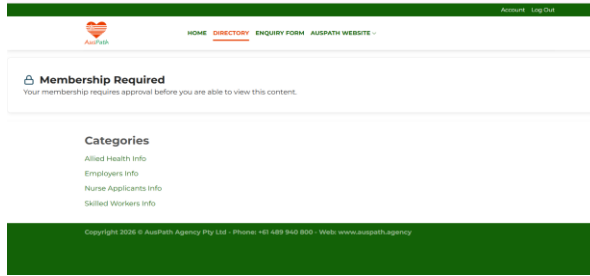 Account Log Out
AusPath
HOME DIRECTORY ENQUIRY FORM AUSPATH WEBSITE
Membership Required
Your membership requires approval before you are able to view this content.
Categories
Allied Health Info
Employers Info
Nurse Applicants Info
Skilled Workers Info
Copyright 2026 © AusPath Agency Pty Ltd - Phone: +61 489 940 800 - Web: www.auspath.agency